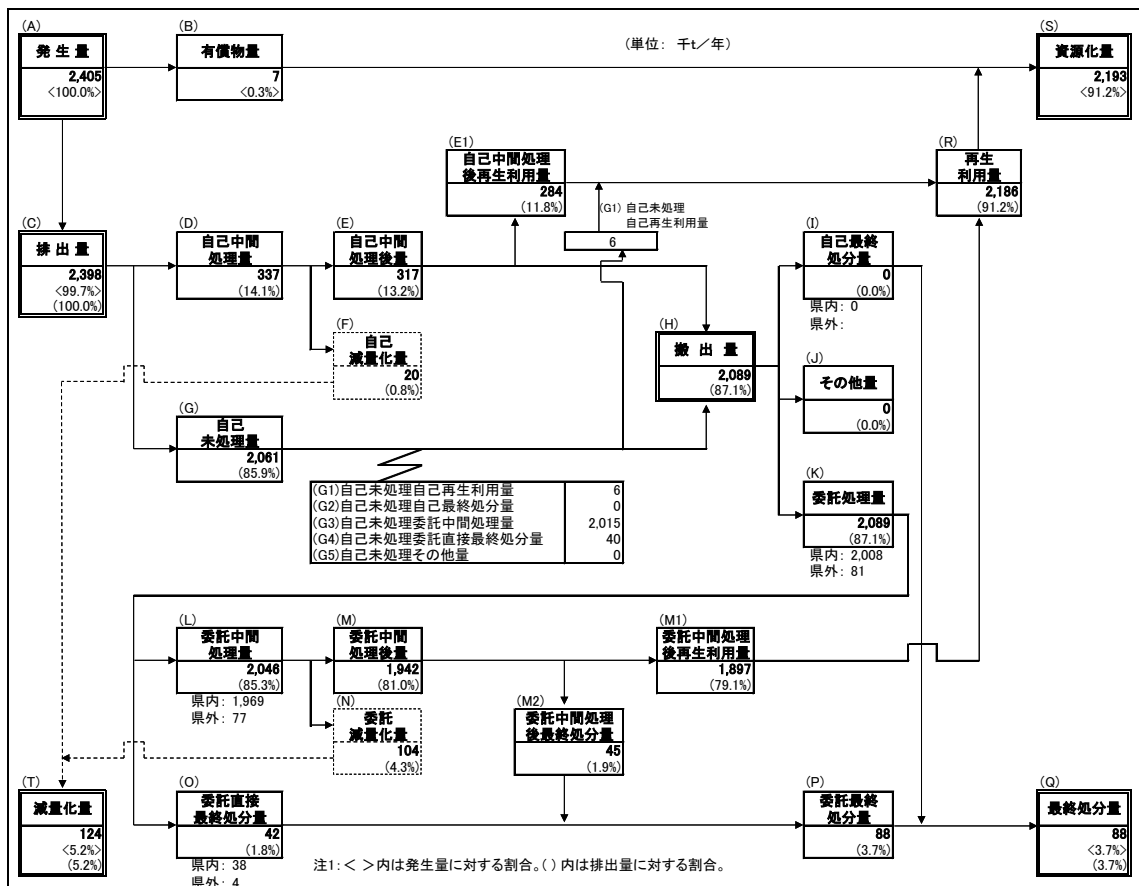 (A)
発 生 量
2,405
<100.0%>
(B)
有償物量
7
<0.3%>
(単位: 千t/年)
(S)
資源化量
2,193
<91.2%>
(E1)
自己中間処理
後再生利用量
284
(11.8%)
(G1) 自己未処理
自己再生利用量
6
(R)
再生
利用量
2,186
(91.2%)
(C)
排 出 量
2,398
<99.7%>
(100.0%)
(D)
自己中間
処理量
337
(14.1%)
(E)
自己中間
処理後量
317
(13.2%)
(F)
自己
減量化量
20
(0.8%)
(G)
自己
未処理量
2,061
(85.9%)
(H)
搬 出 量
2,089
(87.1%)
(I)
自己最終
処分量
0
(0.0%)
県内: 0
県外:
(J)
その他量
0
(0.0%)
(G1)自己未処理自己再生利用量 6
(G2)自己未処理自己最終処分量 0
(G3)自己未処理委託中間処理量 2,015
(G4)自己未処理委託直接最終処分量 40
(G5)自己未処理その他量 0
(K)
委託処理量
2,089
(87.1%)
県内: 2,008
県外: 81
(L)
委託中間
処理量
2,046
(85.3%)
県内: 1,969
県外: 77
(M)
委託中間
処理後量
1,942
(81.0%)
(N)
委託
減量化量
104
(4.3%)
(M1)
委託中間処理
後再生利用量
1,897
(79.1%)
(M2)
委託中間処理
後最終処分量
45
(1.9%)
(T)
減量化量
124
<5.2%>
(5.2%)
(O)
委託直接
最終処分量
42
(1.8%)
県内: 38
県外: 4
(P)
委託最終
処分量
88
(3.7%)
(Q)
最終処分量
88
<3.7%>
(3.7%)
注1:< >内は発生量に対する割合。( )内は排出量に対する割合。